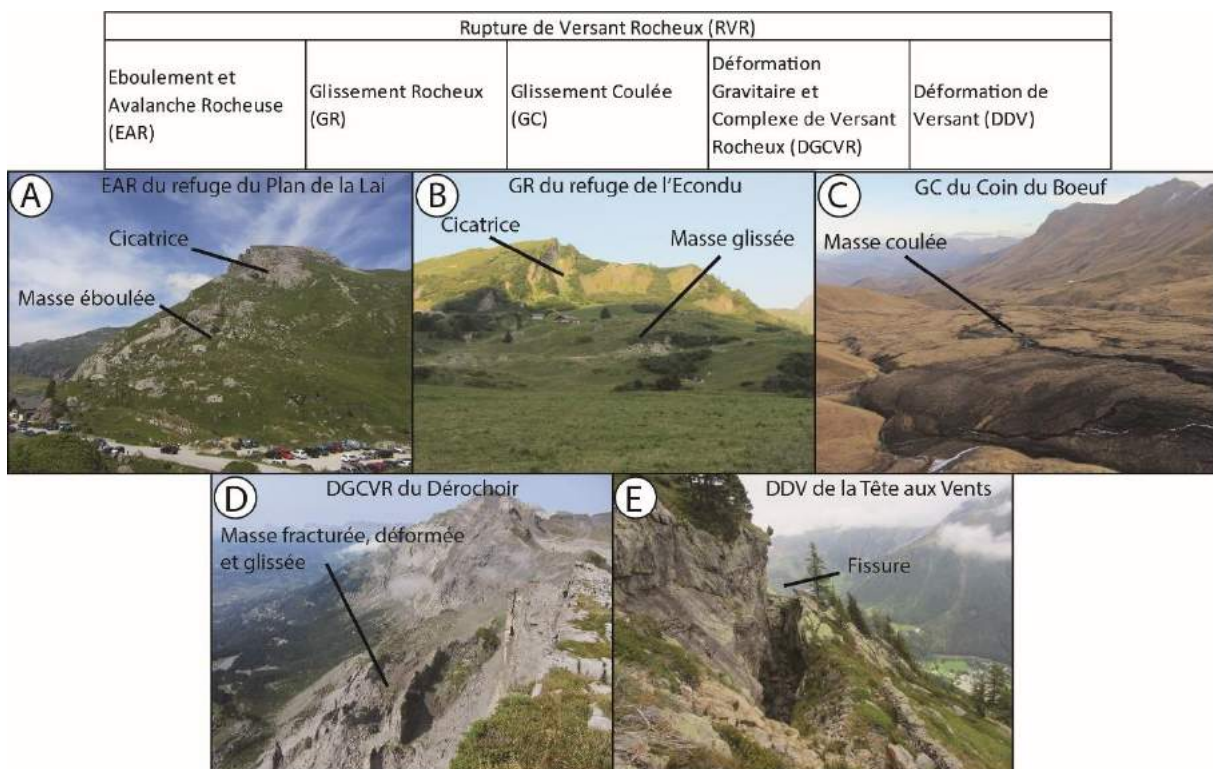 Rupture de Versant Rocheux (RVR)
Eboulement et
Avalanche Rocheuse
(EAR)
Glissement Rocheux
(GR)
Glissement Coulée
(GC)
Déformation
Gravitaire et
Complexe de Versant
Rocheux (DGCVR)
Déformation de
Versant (DDV)
A
EAR du refuge du Plan de la Lai
Cicatrice
Masse éboulée
B
GR du refuge de l'Econdu
Cicatrice
Masse glissée
C
GC du Coin du Boeuf
Masse coulée
D
DGCVR du Dérochoir
Masse fracturée, déformée
et glissée
E
DDV de la Tête aux Vents
Fissure